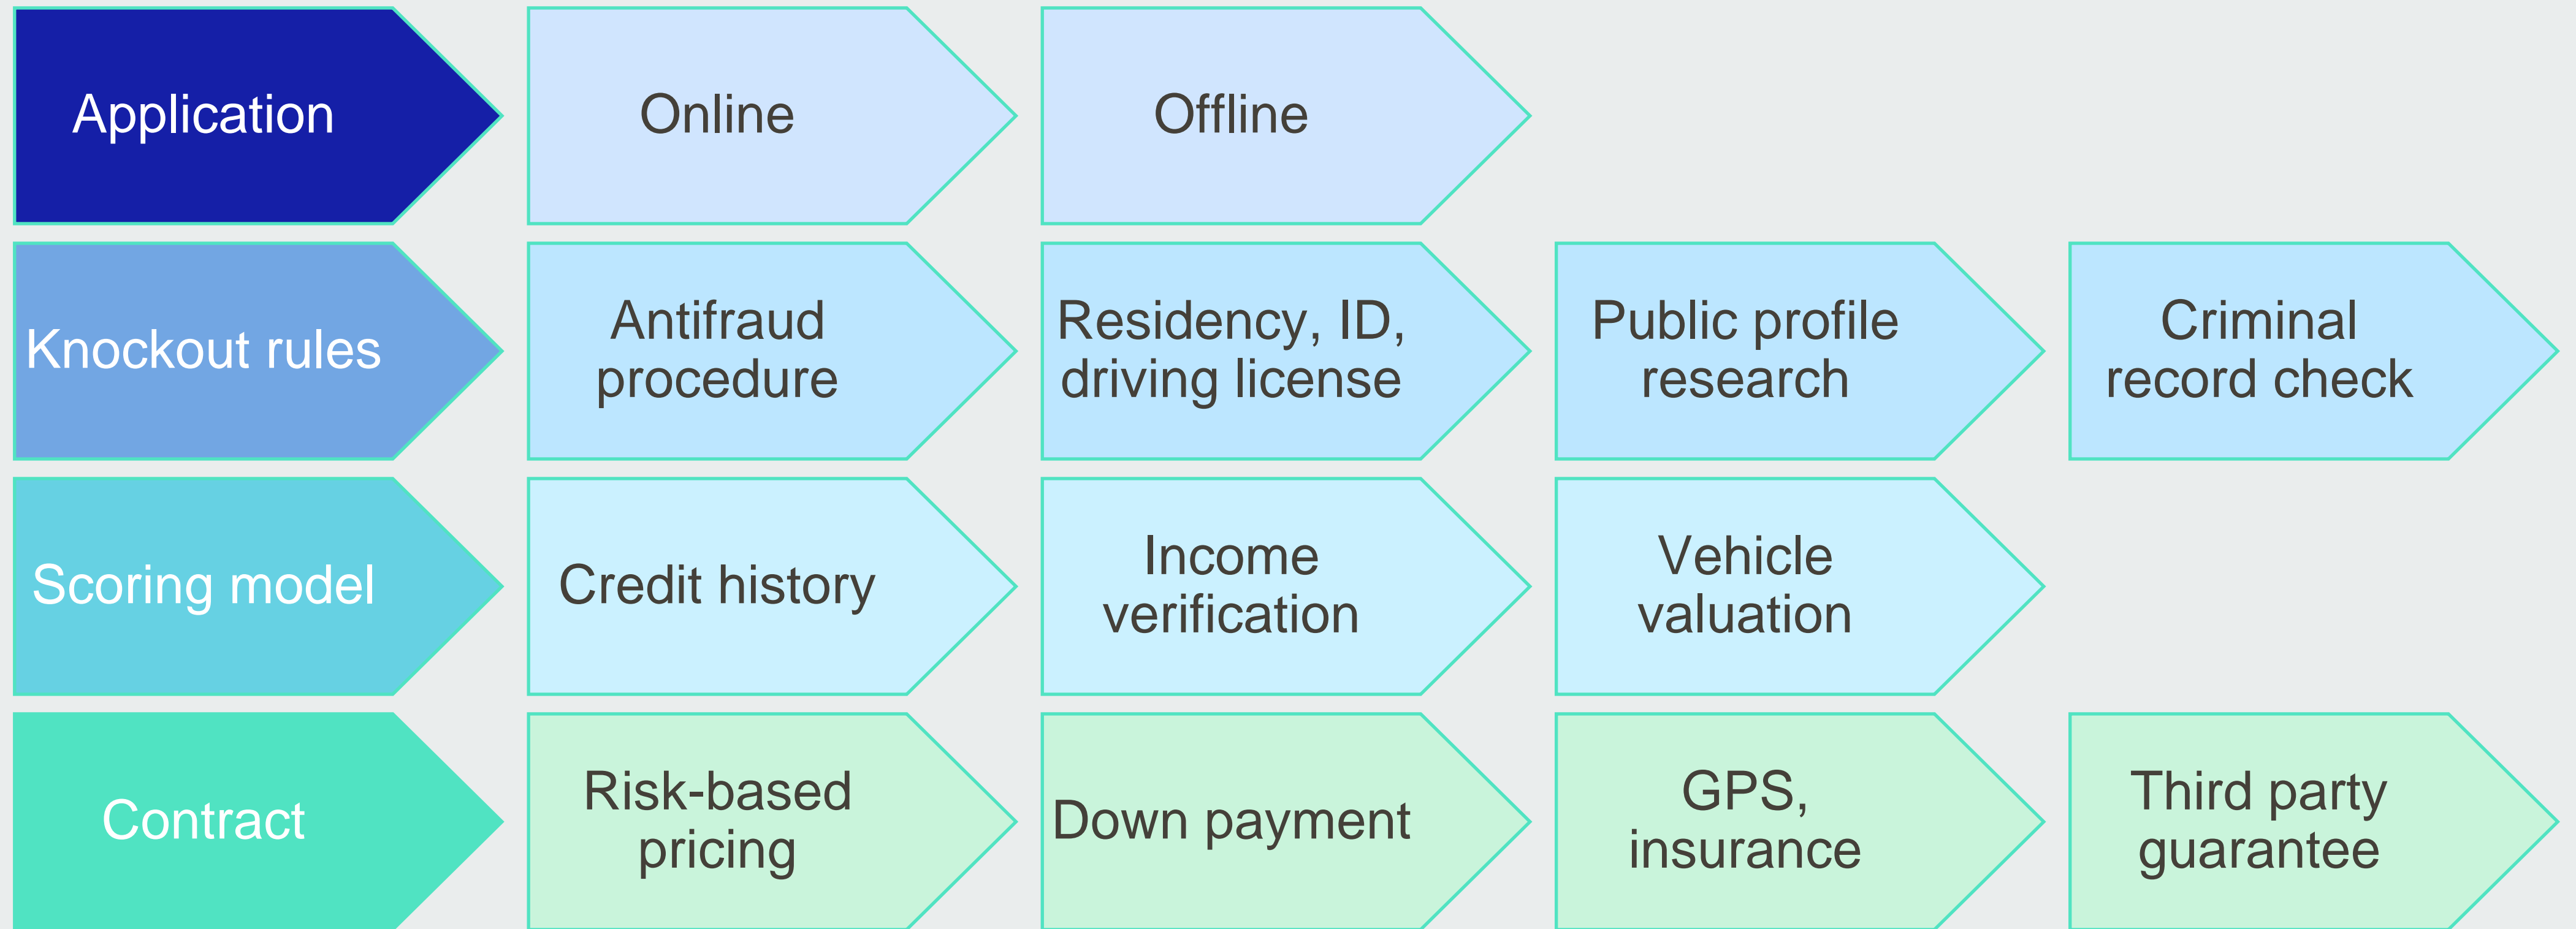 Application
Online
Offline
Knockout rules
Antifraud
procedure
Residency, ID,
driving license
Public profile
research
Criminal
record check
Scoring model
Credit history
Income
verification
Vehicle
valuation
Contract
Risk-based
pricing
Down payment
GPS,
insurance
Third party
guarantee